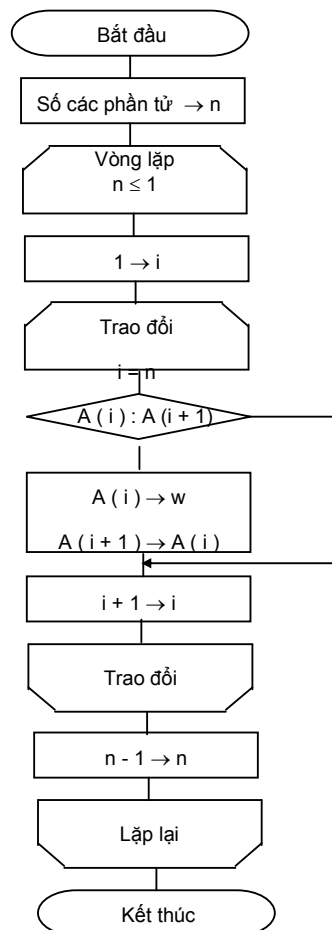 Bắt đầu
Số các phần tử → n
Vòng lặp
n ≤ 1
1 → i
Trao đổi
i = n
A ( i ) : A (i + 1)
A ( i ) → w
A ( i + 1 ) → A ( i )
i + 1 → i
Trao đổi
n - 1 → n
Lặp lại
Kết thúc